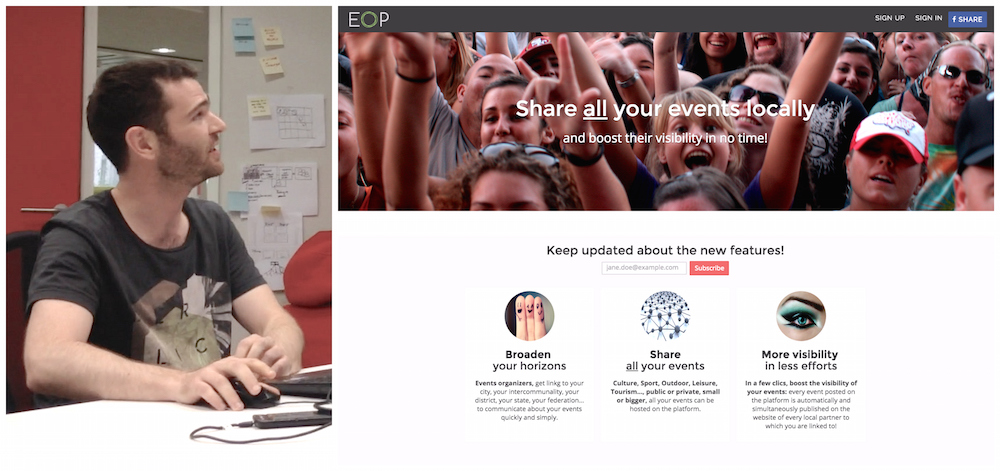 R
L C
EOP
SIGN UP SIGN IN f SHARE
Share all your events locally
and boost their visibility in no time!
Keep updated about the new features!
jane.doe@example.com Subscribe
Broaden
your horizons
Events organizers, get linkg to your
city, your intercommunality, your
district, your state, your federation...
to communicate about your events
quickly and simply.
Share
all your events
Culture, Sport, Outdoor, Leisure,
Tourism..., public or private, small
or bigger, all your events can be
hosted on the platform.
More visibility
in less efforts
In a few clics, boost the visibility of
your events: every event posted on
the platform is automatically and
simultaneously published on the
website of every local partner to
which you are linked to!